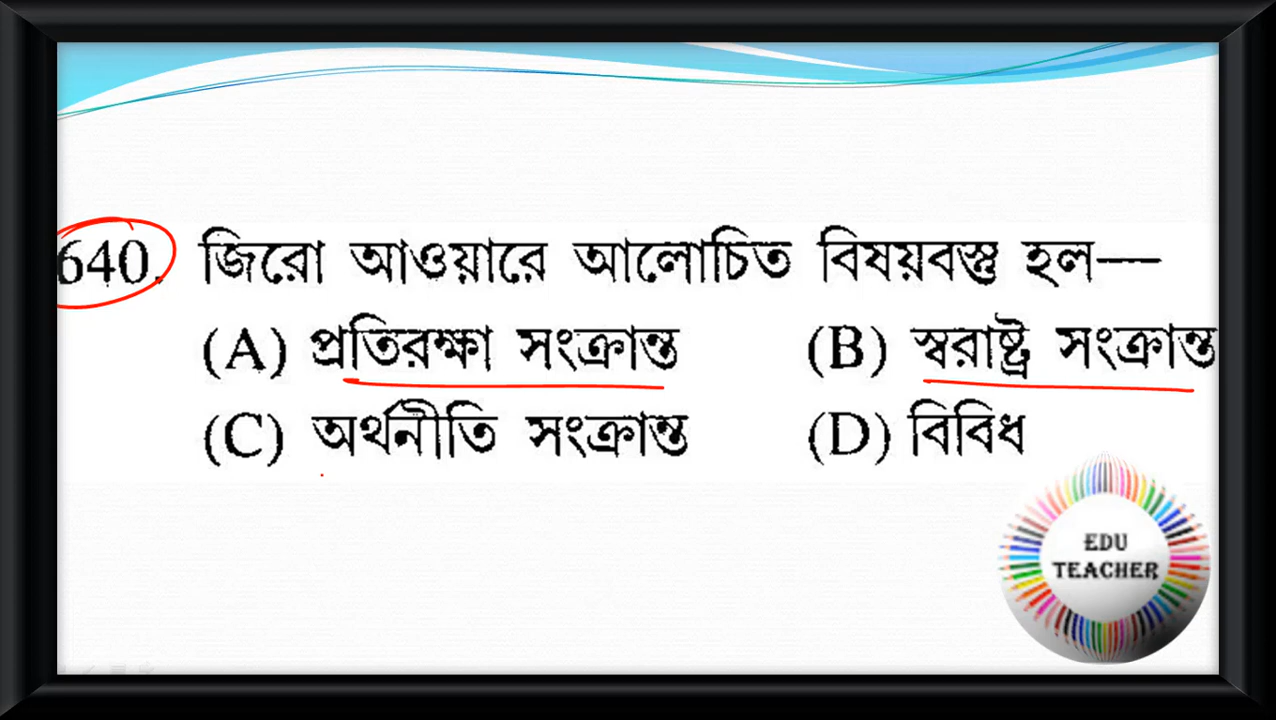 640. জিরো আওয়ারে আলোচিত বিষয়বস্তু হল—
(A) প্রতিরক্ষা সংক্রান্ত (B) স্বরাষ্ট্র সংক্রান্ত
(C) অর্থনীতি সংক্রান্ত (D) বিবিধ
EDU
TEACHER